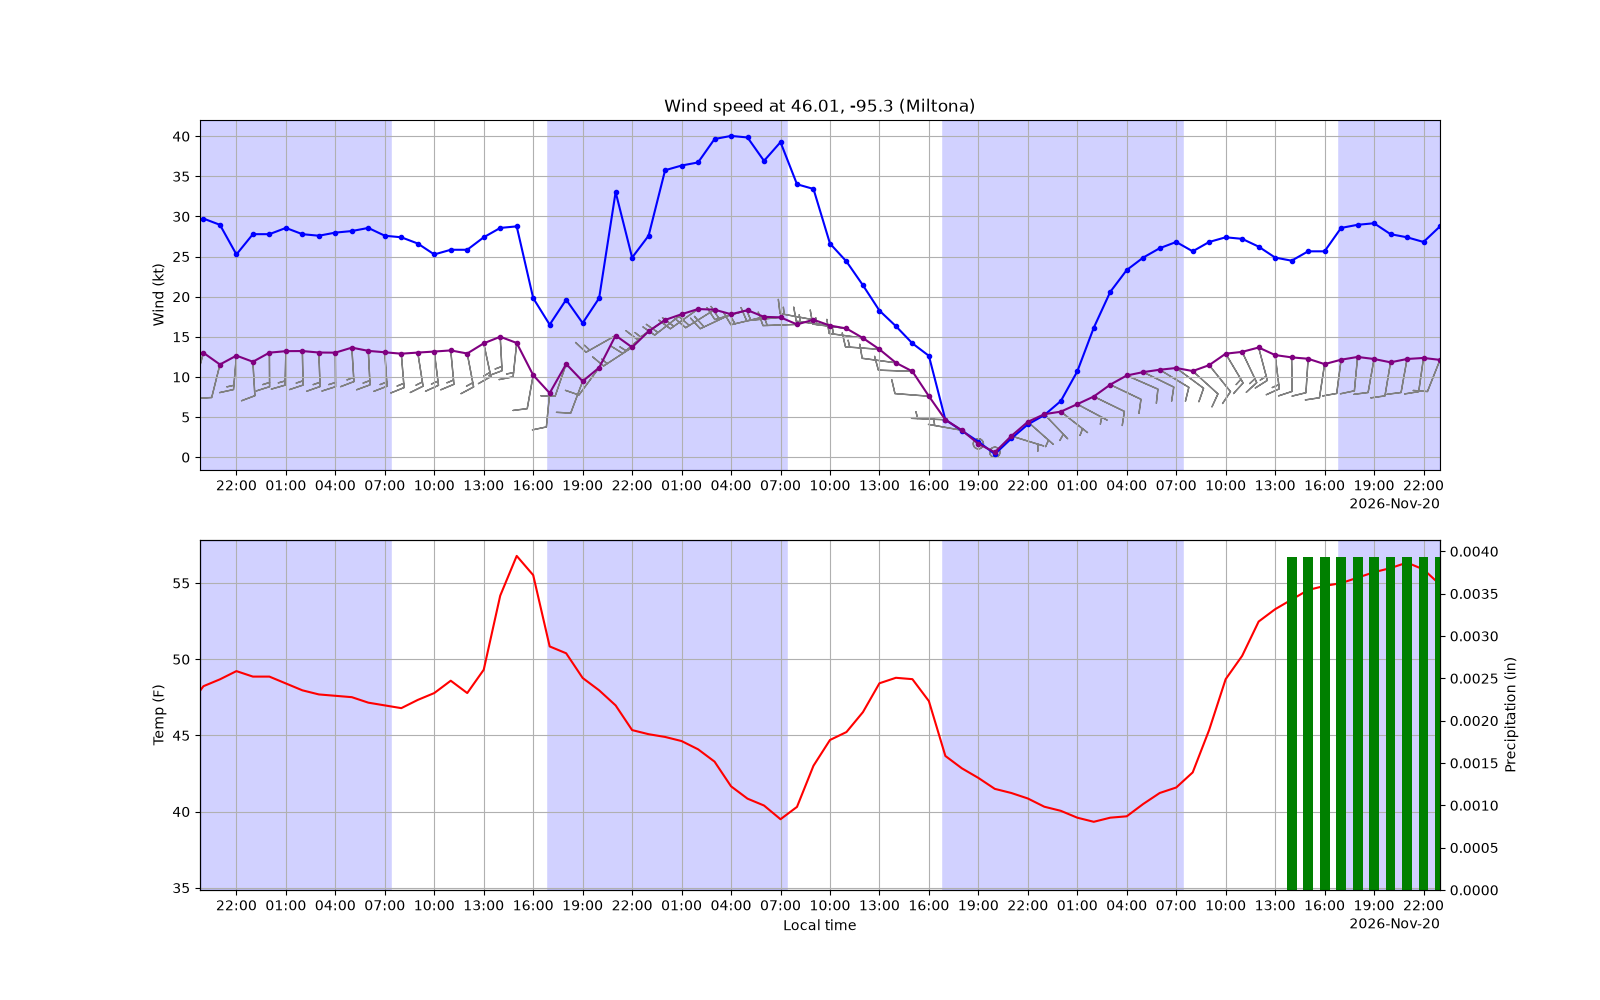 Wind speed at 46.01, -95.3 (Miltona)
40
35
30
25
20
15
10
5
0
Wind (kt)
22:00 01:00 04:00 07:00 10:00 13:00 16:00 19:00 22:00 01:00 04:00 07:00 10:00 13:00 16:00 19:00 22:00 01:00 04:00 07:00 10:00 13:00 16:00 19:00 22:00
2026-Nov-20
55
50
45
40
35
Temp (F)
0.0040
0.0035
0.0030
0.0025
0.0020
0.0015
0.0010
0.0005
0.0000
Precipitation (in)
22:00 01:00 04:00 07:00 10:00 13:00 16:00 19:00 22:00 01:00 04:00 07:00 10:00 13:00 16:00 19:00 22:00 01:00 04:00 07:00 10:00 13:00 16:00 19:00 22:00
Local time
2026-Nov-20